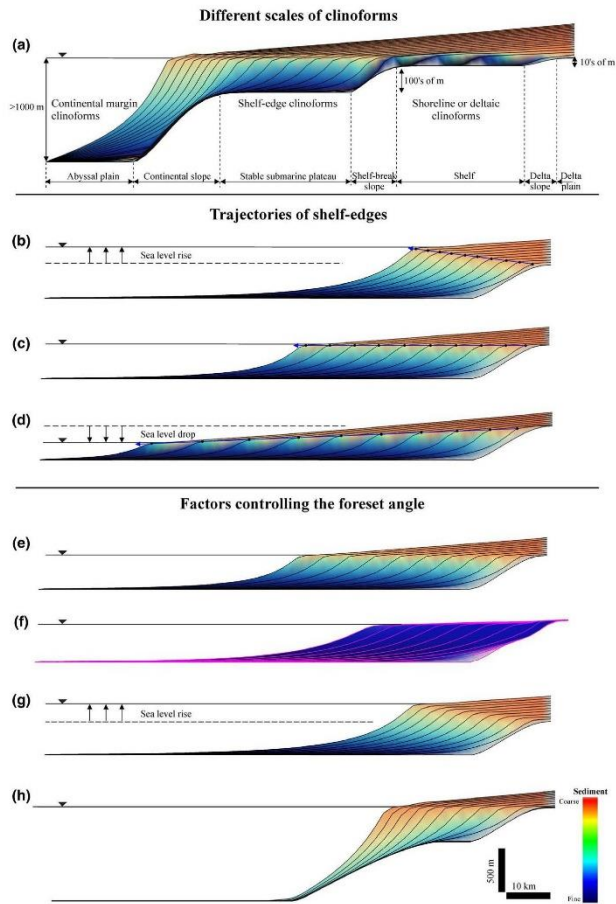 Different scales of clinoforms
(a)
10's of m
100's of m
>1000 m
Continental margin
clinoforms
Shelf-edge clinoforms
Shoreline or deltaic
clinoforms
Abyssal plain
Continental slope
Stable submarine plateau
Shelf-break
slope
Shelf
Delta
slope
Delta
plain
Trajectories of shelf-edges
(b)
Sea level rise
(c)
(d)
Sea level drop
Factors controlling the foreset angle
(e)
(f)
(g)
Sea level rise
(h)
Sediment
Coarse
Fine
500 m
10 km